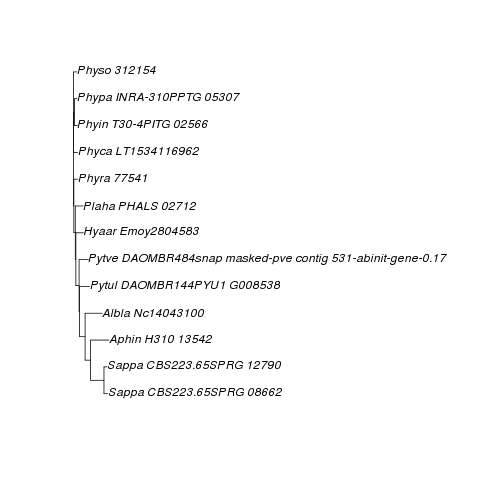 Physo 312154
Phypa INRA-310PPTG 05307
Phyin T30-4PITG 02566
Phyca LT1534116962
Phyra 77541
Plaha PHALS 02712
Hyaar Emoy2804583
Pytve DAOMBR484snap masked-pve contig 531-abinit-gene-0.17
Pytul DAOMBR144PYU1 G008538
Albla Nc14043100
Aphin H310 13542
Sappa CBS223.65SPRG 12790
Sappa CBS223.65SPRG 08662